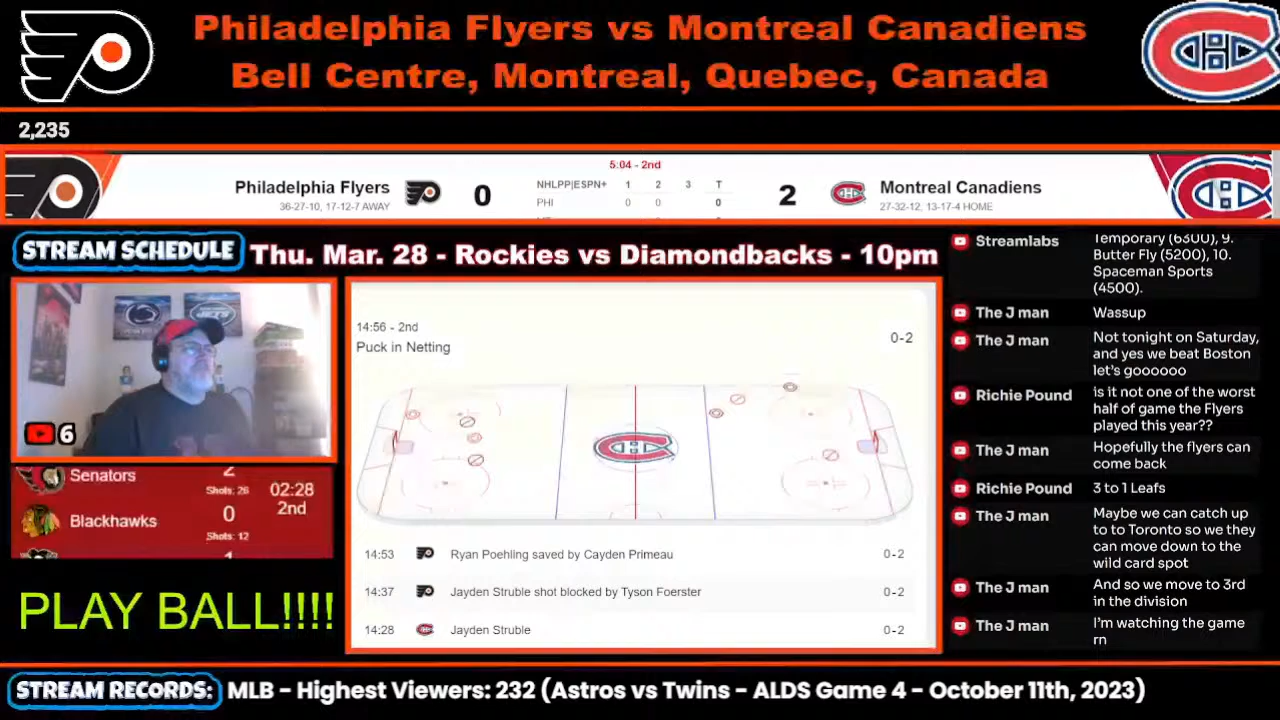 Philadelphia Flyers vs Montreal Canadiens
Bell Centre, Montreal, Quebec, Canada
2,235
5:04 - 2nd
Philadelphia Flyers
36-27-10, 17-12-7 AWAY
0
NHLPP|ESPN+ 1 2 3 T
PHI 0 0 0
2
Montreal Canadiens
27-32-12, 13-17-4 HOME
STREAM SCHEDULE
Thu. Mar. 28 - Rockies vs Diamondbacks - 10pm
6
Senators 2
Shots: 26
Blackhawks 0
Shots: 12
02:28
2nd
PLAY BALL!!!!
14:56 - 2nd
Puck in Netting
0-2
14:53 Ryan Poehling saved by Cayden Primeau 0-2
14:37 Jayden Struble shot blocked by Tyson Foerster 0-2
14:28 Jayden Struble 0-2
Streamlabs Temporary (6300), 9.
Butter Fly (5200), 10.
Spaceman Sports
(4500).
The J man Wassup
The J man Not tonight on Saturday,
and yes we beat Boston
let's goooooo
Richie Pound is it not one of the worst
half of game the Flyers
played this year??
The J man Hopefully the flyers can
come back
Richie Pound 3 to 1 Leafs
The J man Maybe we can catch up
to to Toronto so we they
can move down to the
wild card spot
The J man And so we move to 3rd
in the division
The J man I'm watching the game
rn
STREAM RECORDS:
MLB - Highest Viewers: 232 (Astros vs Twins - ALDS Game 4 - October 11th, 2023)